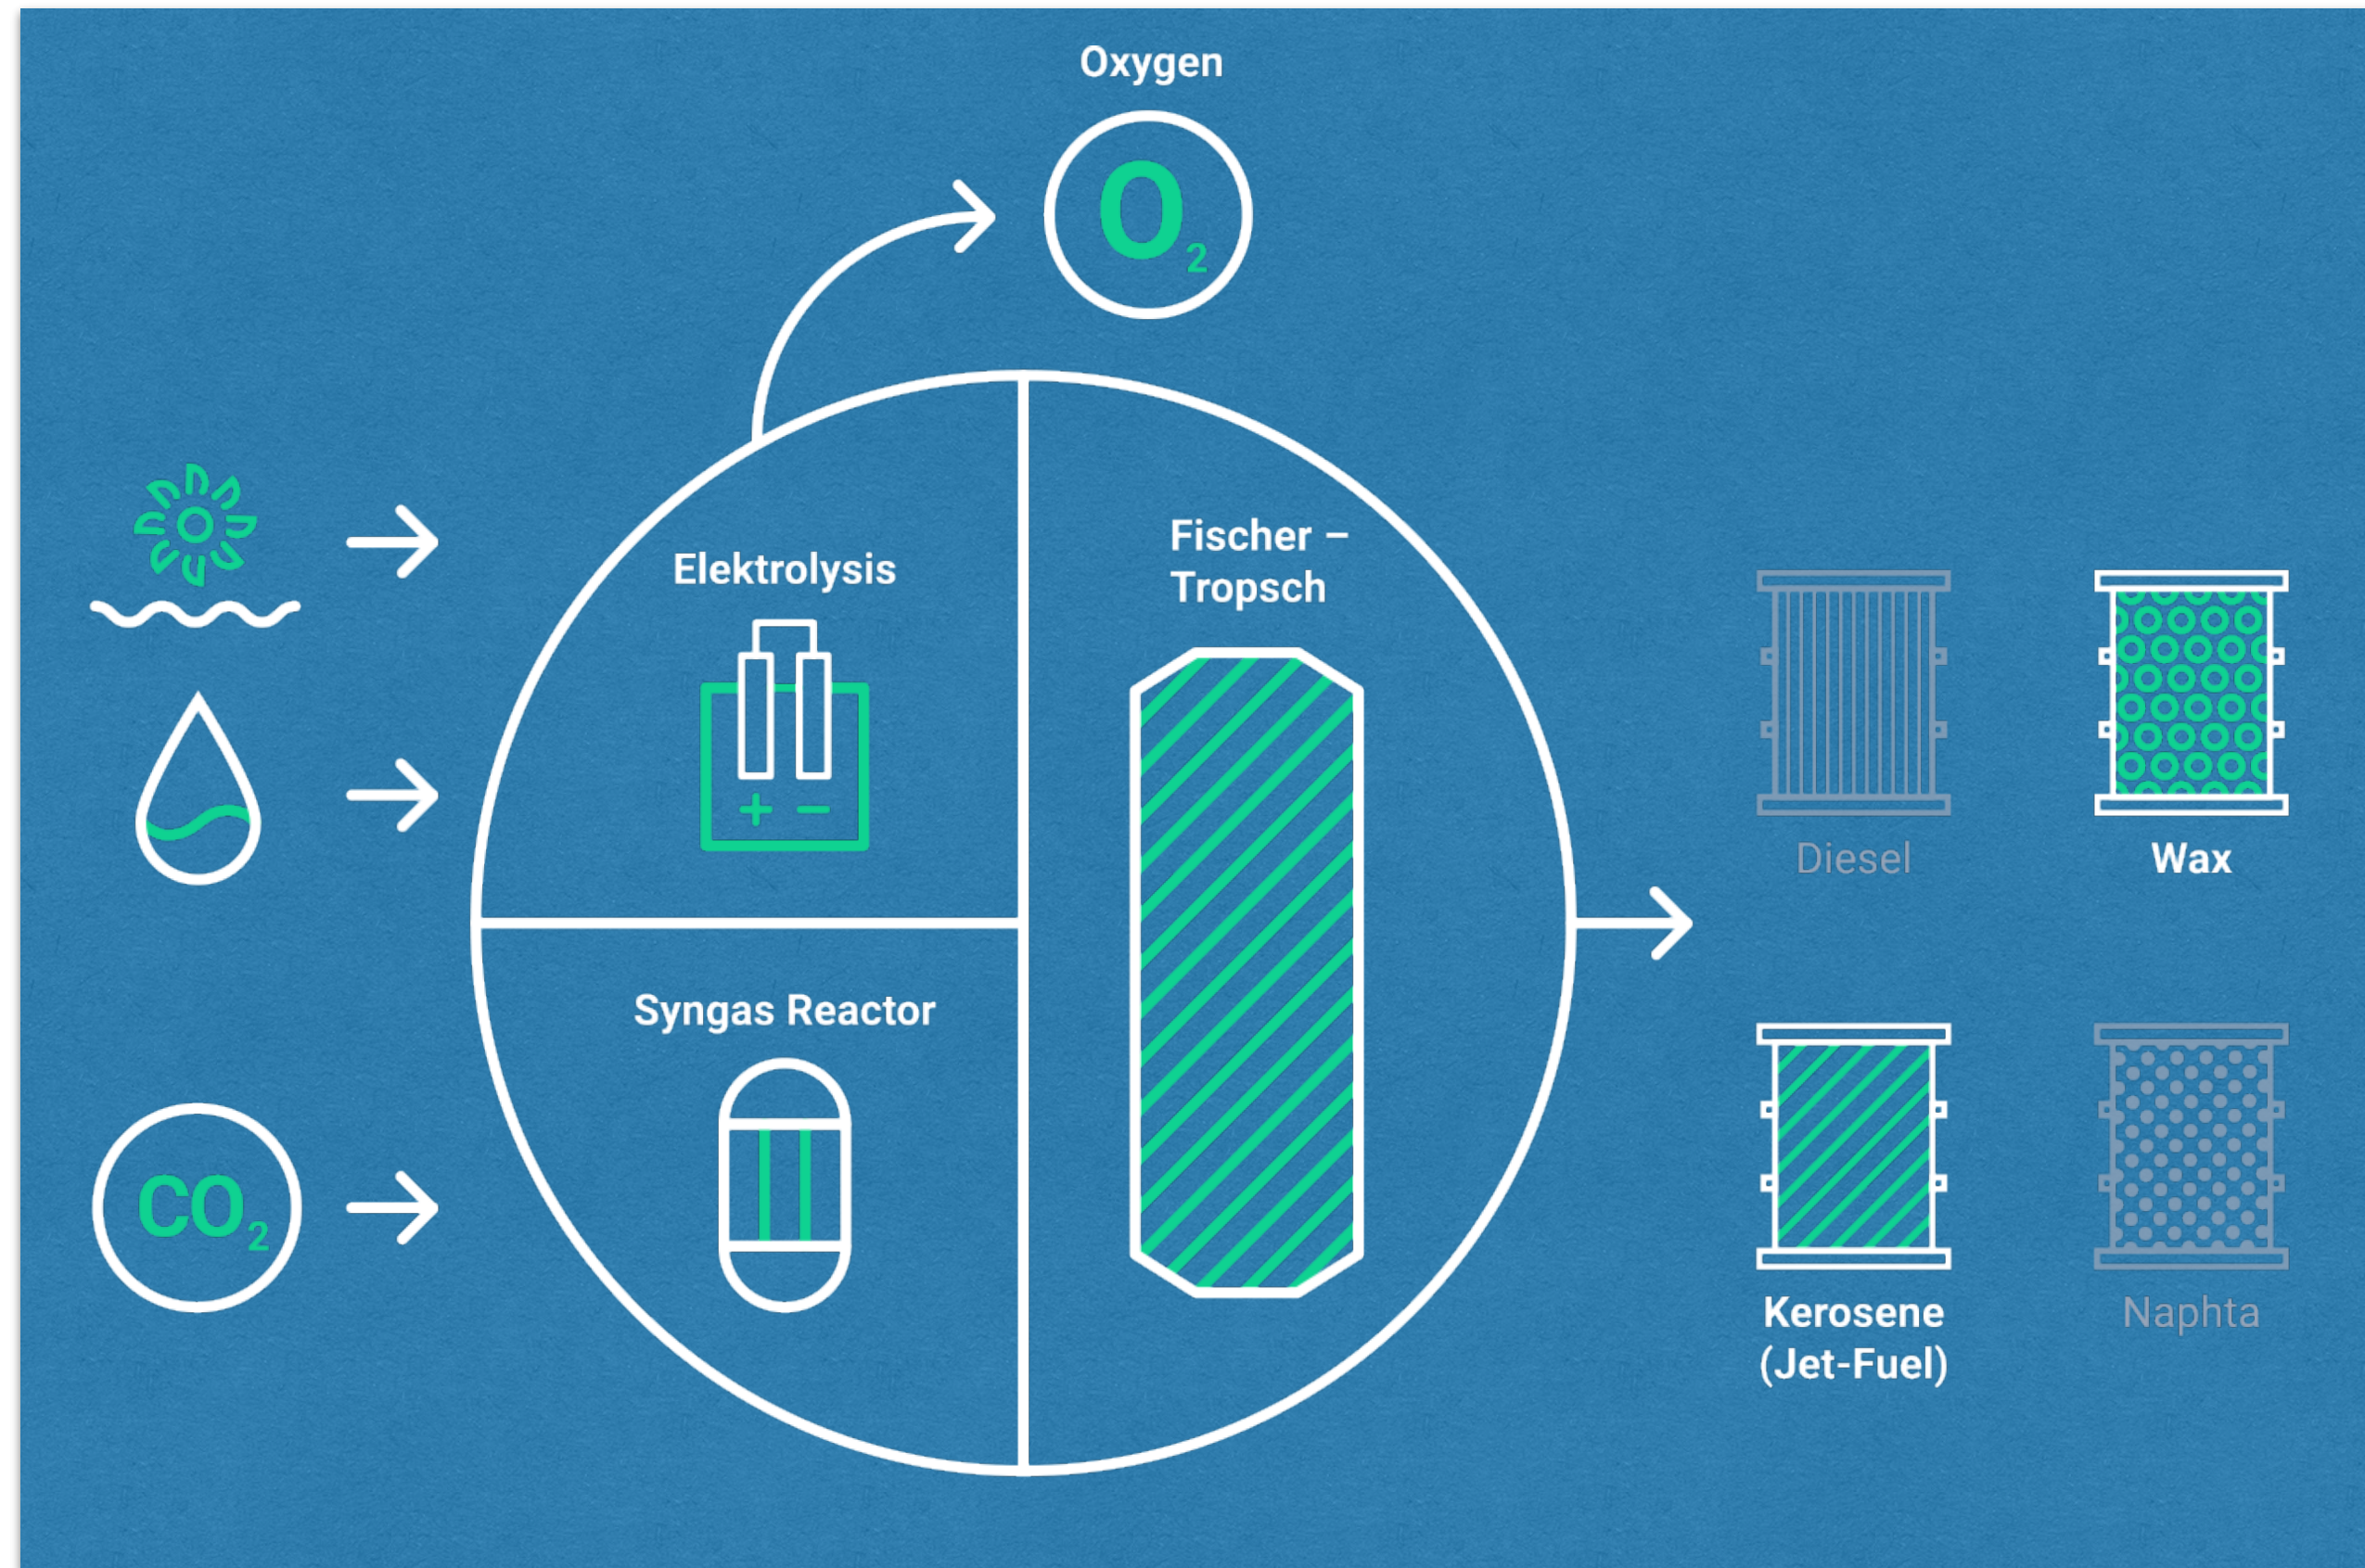 Oxygen
O₂
Elektrolysis
Fischer –
Tropsch
+ −
Syngas Reactor
CO₂
Diesel
Wax
Kerosene
(Jet-Fuel)
Naphta